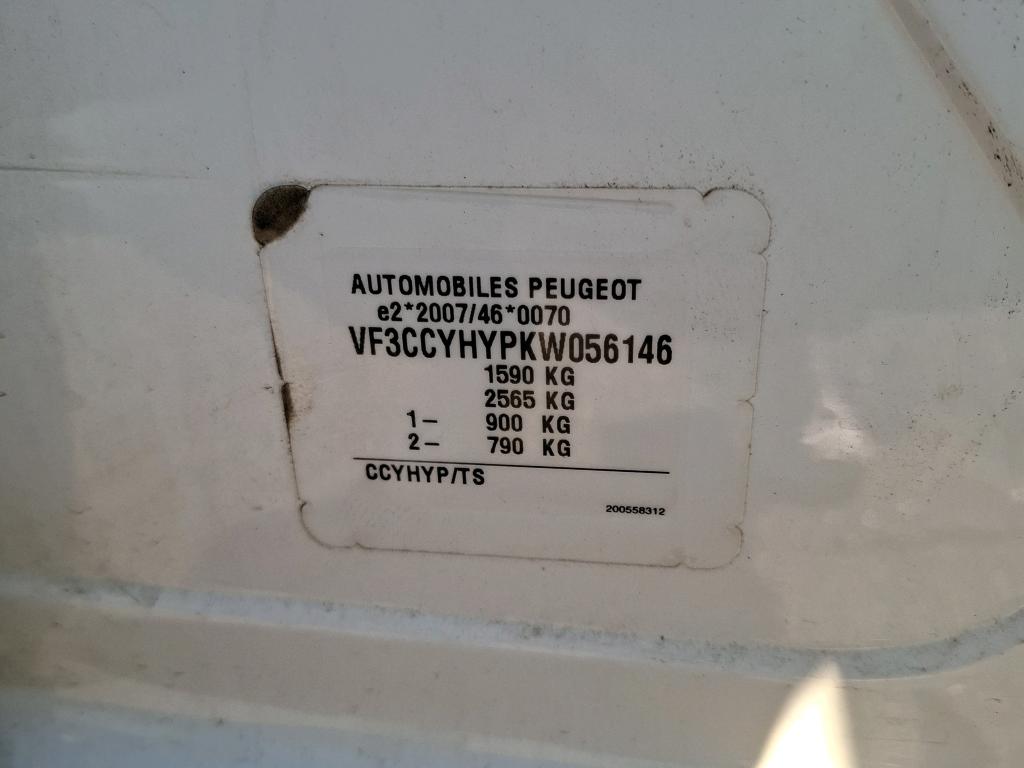 AUTOMOBILES PEUGEOT
e2*2007/46*0070
VF3CCYHYPKW056146
1590 KG
2565 KG
1- 900 KG
2- 790 KG
CCYHYP/TS
200558312